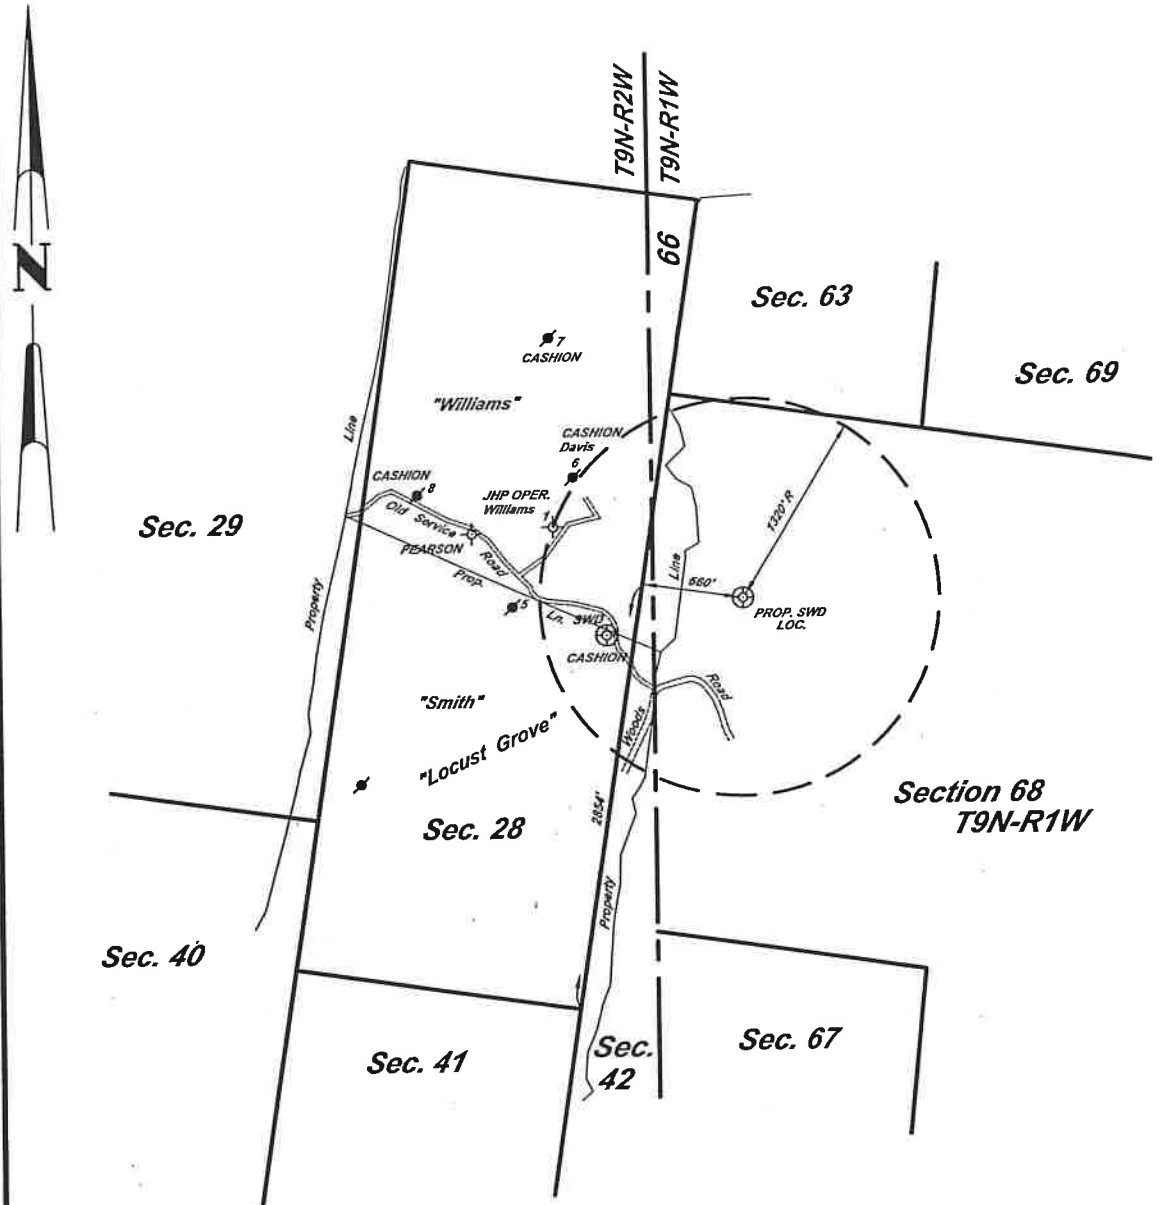 T9N-R2W
T9N-R1W
N
66
Sec. 63
7
CASHION
Sec. 69
"Williams"
Line
CASHION
Davis
6
CASHION
8
JHP OPER.
Williams
1
1320' R
Sec. 29
Old Service Road
PEARSON
Prop. Ln.
Line
660'
5
SWD
CASHION
PROP. SWD
LOC.
Property
"Smith"
Road
Woods
"Locust Grove"
Section 68
T9N-R1W
2854'
Sec. 28
Property
Sec. 40
Sec. 41
Sec.
42
Sec. 67